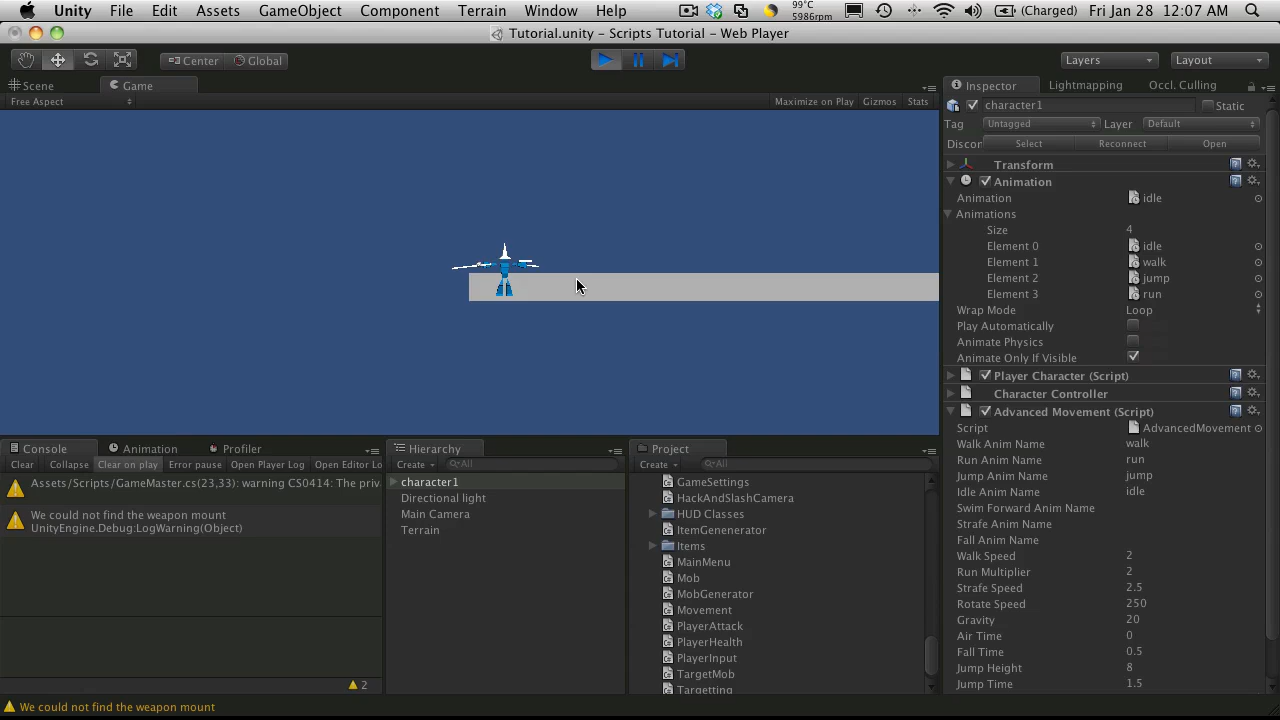 Unity File Edit Assets GameObject Component Terrain Window Help 99°C 5986rpm (Charged) Fri Jan 28 12:07 AM
Tutorial.unity – Scripts Tutorial – Web Player
Center Global Layers Layout
Scene Game
Free Aspect Maximize on Play Gizmos Stats
Inspector Lightmapping Occl. Culling
character1 Static
Tag Untagged Layer Default
Discor Select Reconnect Open
Transform
Animation
Animation idle
Animations
Size 4
Element 0 idle
Element 1 walk
Element 2 jump
Element 3 run
Wrap Mode Loop
Play Automatically
Animate Physics
Animate Only If Visible
Player Character (Script)
Character Controller
Advanced Movement (Script)
Script AdvancedMovement
Walk Anim Name walk
Run Anim Name run
Jump Anim Name jump
Idle Anim Name idle
Swim Forward Anim Name
Strafe Anim Name
Fall Anim Name
Walk Speed 2
Run Multiplier 2
Strafe Speed 2.5
Rotate Speed 250
Gravity 20
Air Time 0
Fall Time 0.5
Jump Height 8
Jump Time 1.5
Console Animation Profiler
Clear Collapse Clear on play Error pause Open Player Log Open Editor Lo
Assets/Scripts/GameMaster.cs(23,33): warning CS0414: The priv
We could not find the weapon mount
UnityEngine.Debug:LogWarning(Object)
2
Hierarchy
Create All
character1
Directional light
Main Camera
Terrain
Project
Create All
GameSettings
HackAndSlashCamera
HUD Classes
ItemGenenerator
Items
MainMenu
Mob
MobGenerator
Movement
PlayerAttack
PlayerHealth
PlayerInput
TargetMob
Targetting
We could not find the weapon mount